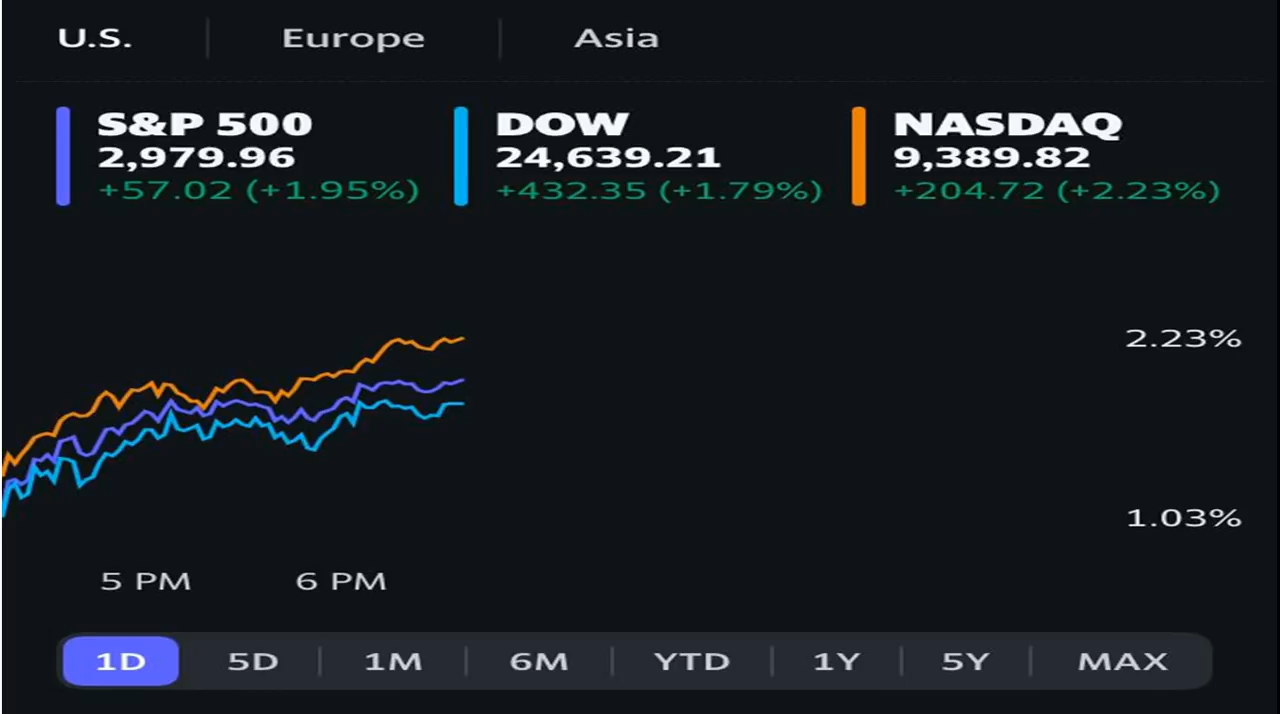 U.S. Europe Asia
S&P 500 DOW NASDAQ
2,979.96 24,639.21 9,389.82
+57.02 (+1.95%) +432.35 (+1.79%) +204.72 (+2.23%)
2.23%
1.03%
5 PM 6 PM
1D 5D 1M 6M YTD 1Y 5Y MAX